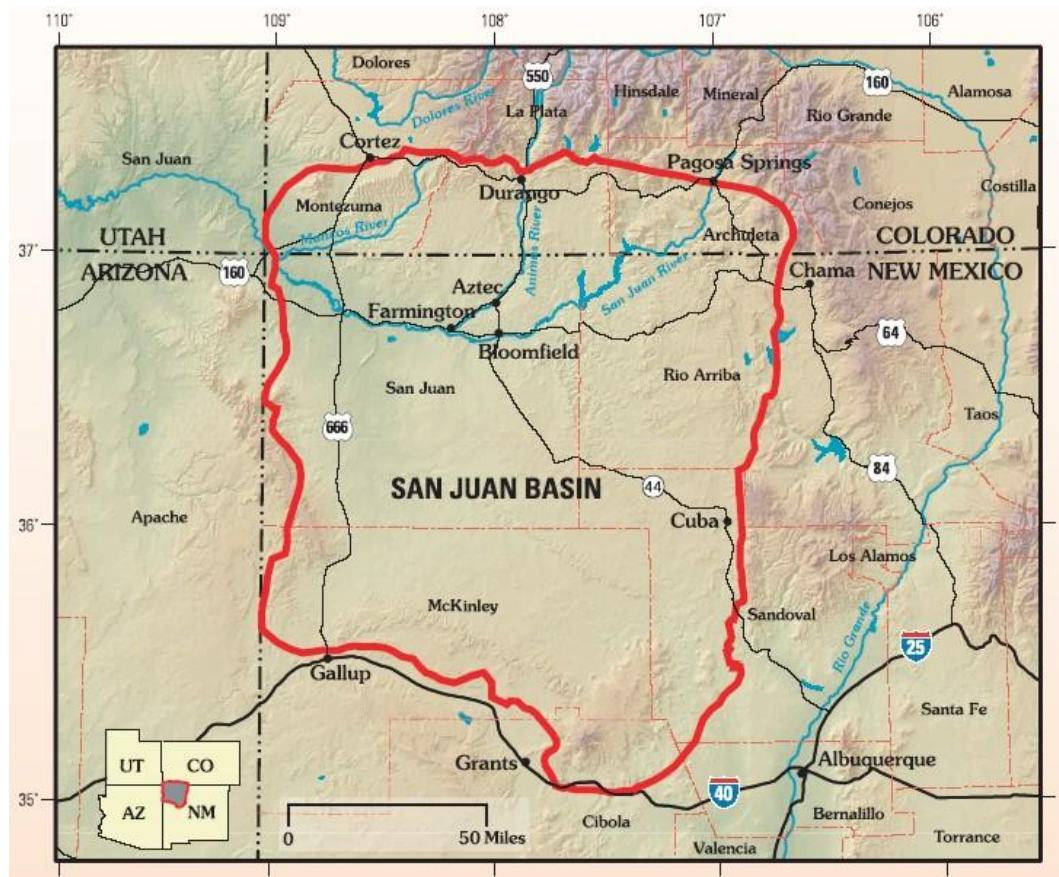 110° 109° 108° 107° 106°
Dolores
550
La Plata
Hinsdale
Mineral
160
Alamosa
Rio Grande
Dolores River
Cortez
San Juan
Pagosa Springs
Durango
Costilla
Conejos
Montezuma
Mancos River
Animas River
Archuleta
37°
UTAH
COLORADO
ARIZONA
NEW MEXICO
160
Chama
San Juan River
Aztec
Farmington
Bloomfield
64
San Juan
Rio Arriba
Taos
666
84
SAN JUAN BASIN
44
Apache
36°
Cuba
Los Alamos
McKinley
Sandoval
Rio Grande
25
Gallup
Santa Fe
Grants
Albuquerque
UT CO
AZ NM
35°
40
0 50 Miles
Cibola
Bernalillo
Valencia
Torrance